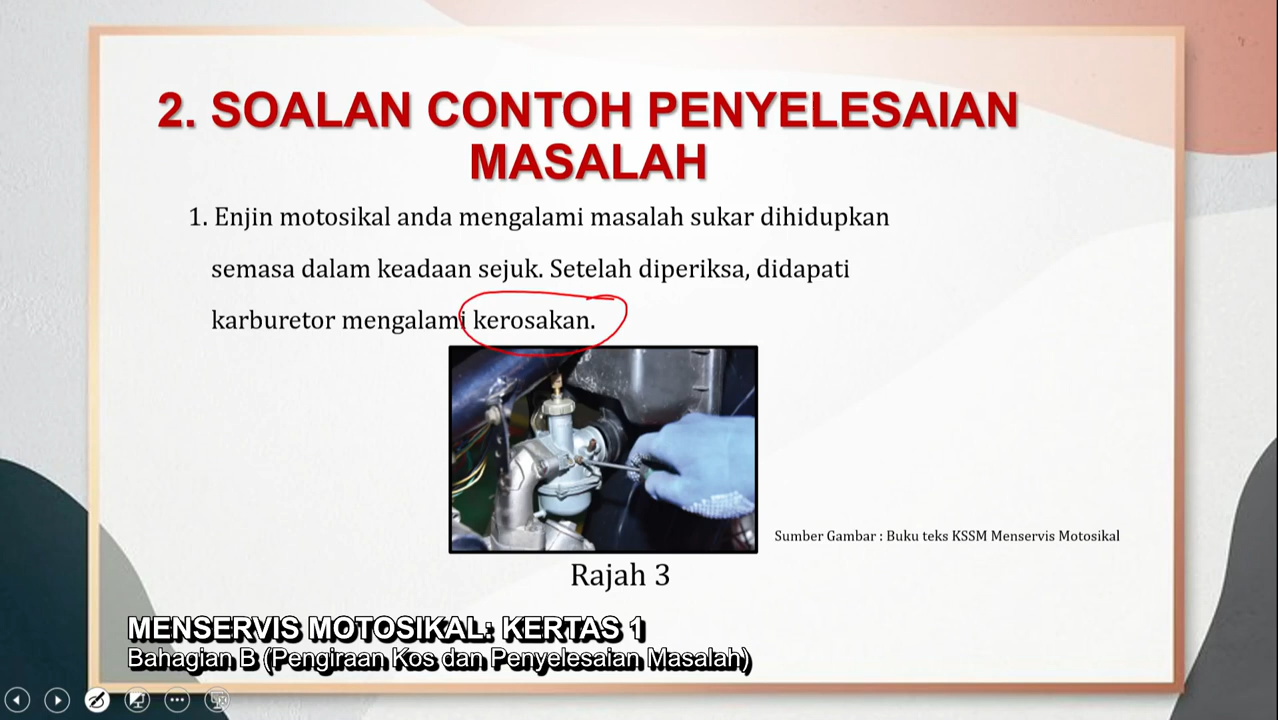 2. SOALAN CONTOH PENYELESAIAN
MASALAH
1. Enjin motosikal anda mengalami masalah sukar dihidupkan
semasa dalam keadaan sejuk. Setelah diperiksa, didapati
karburetor mengalami kerosakan.
Sumber Gambar : Buku teks KSSM Menservis Motosikal
Rajah 3
MENSERVIS MOTOSIKAL: KERTAS 1
Bahagian B (Pengiraan Kos dan Penyelesaian Masalah)